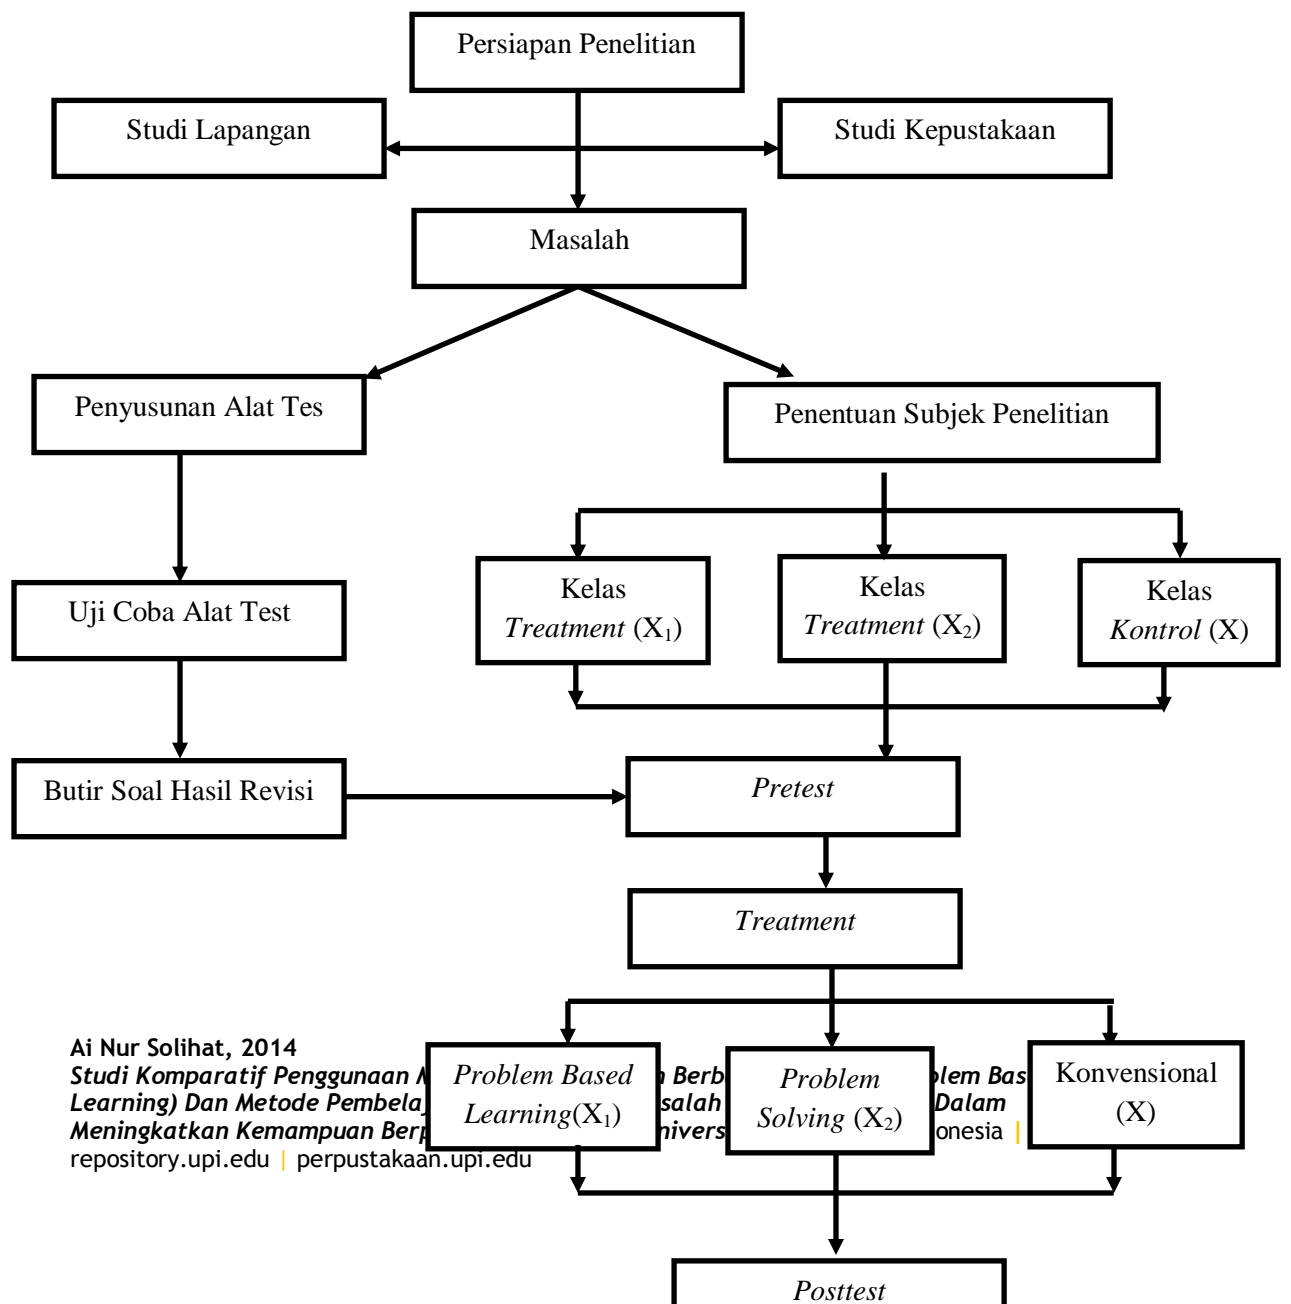 Persiapan Penelitian
Studi Lapangan
Studi Kepustakaan
Masalah
Penyusunan Alat Tes
Penentuan Subjek Penelitian
Kelas
Treatment (X₁)
Kelas
Treatment (X₂)
Kelas
Kontrol (X)
Uji Coba Alat Test
Butir Soal Hasil Revisi
Pretest
Treatment
Problem Based
Learning(X₁)
Problem
Solving (X₂)
Konvensional
(X)
Ai Nur Solihat, 2014
Studi Komparatif Penggunaan
Learning) Dan Metode Dalam
Meningkatkan Kemampuan |
repository.upi.edu | perpustakaan.upi.edu
Posttest